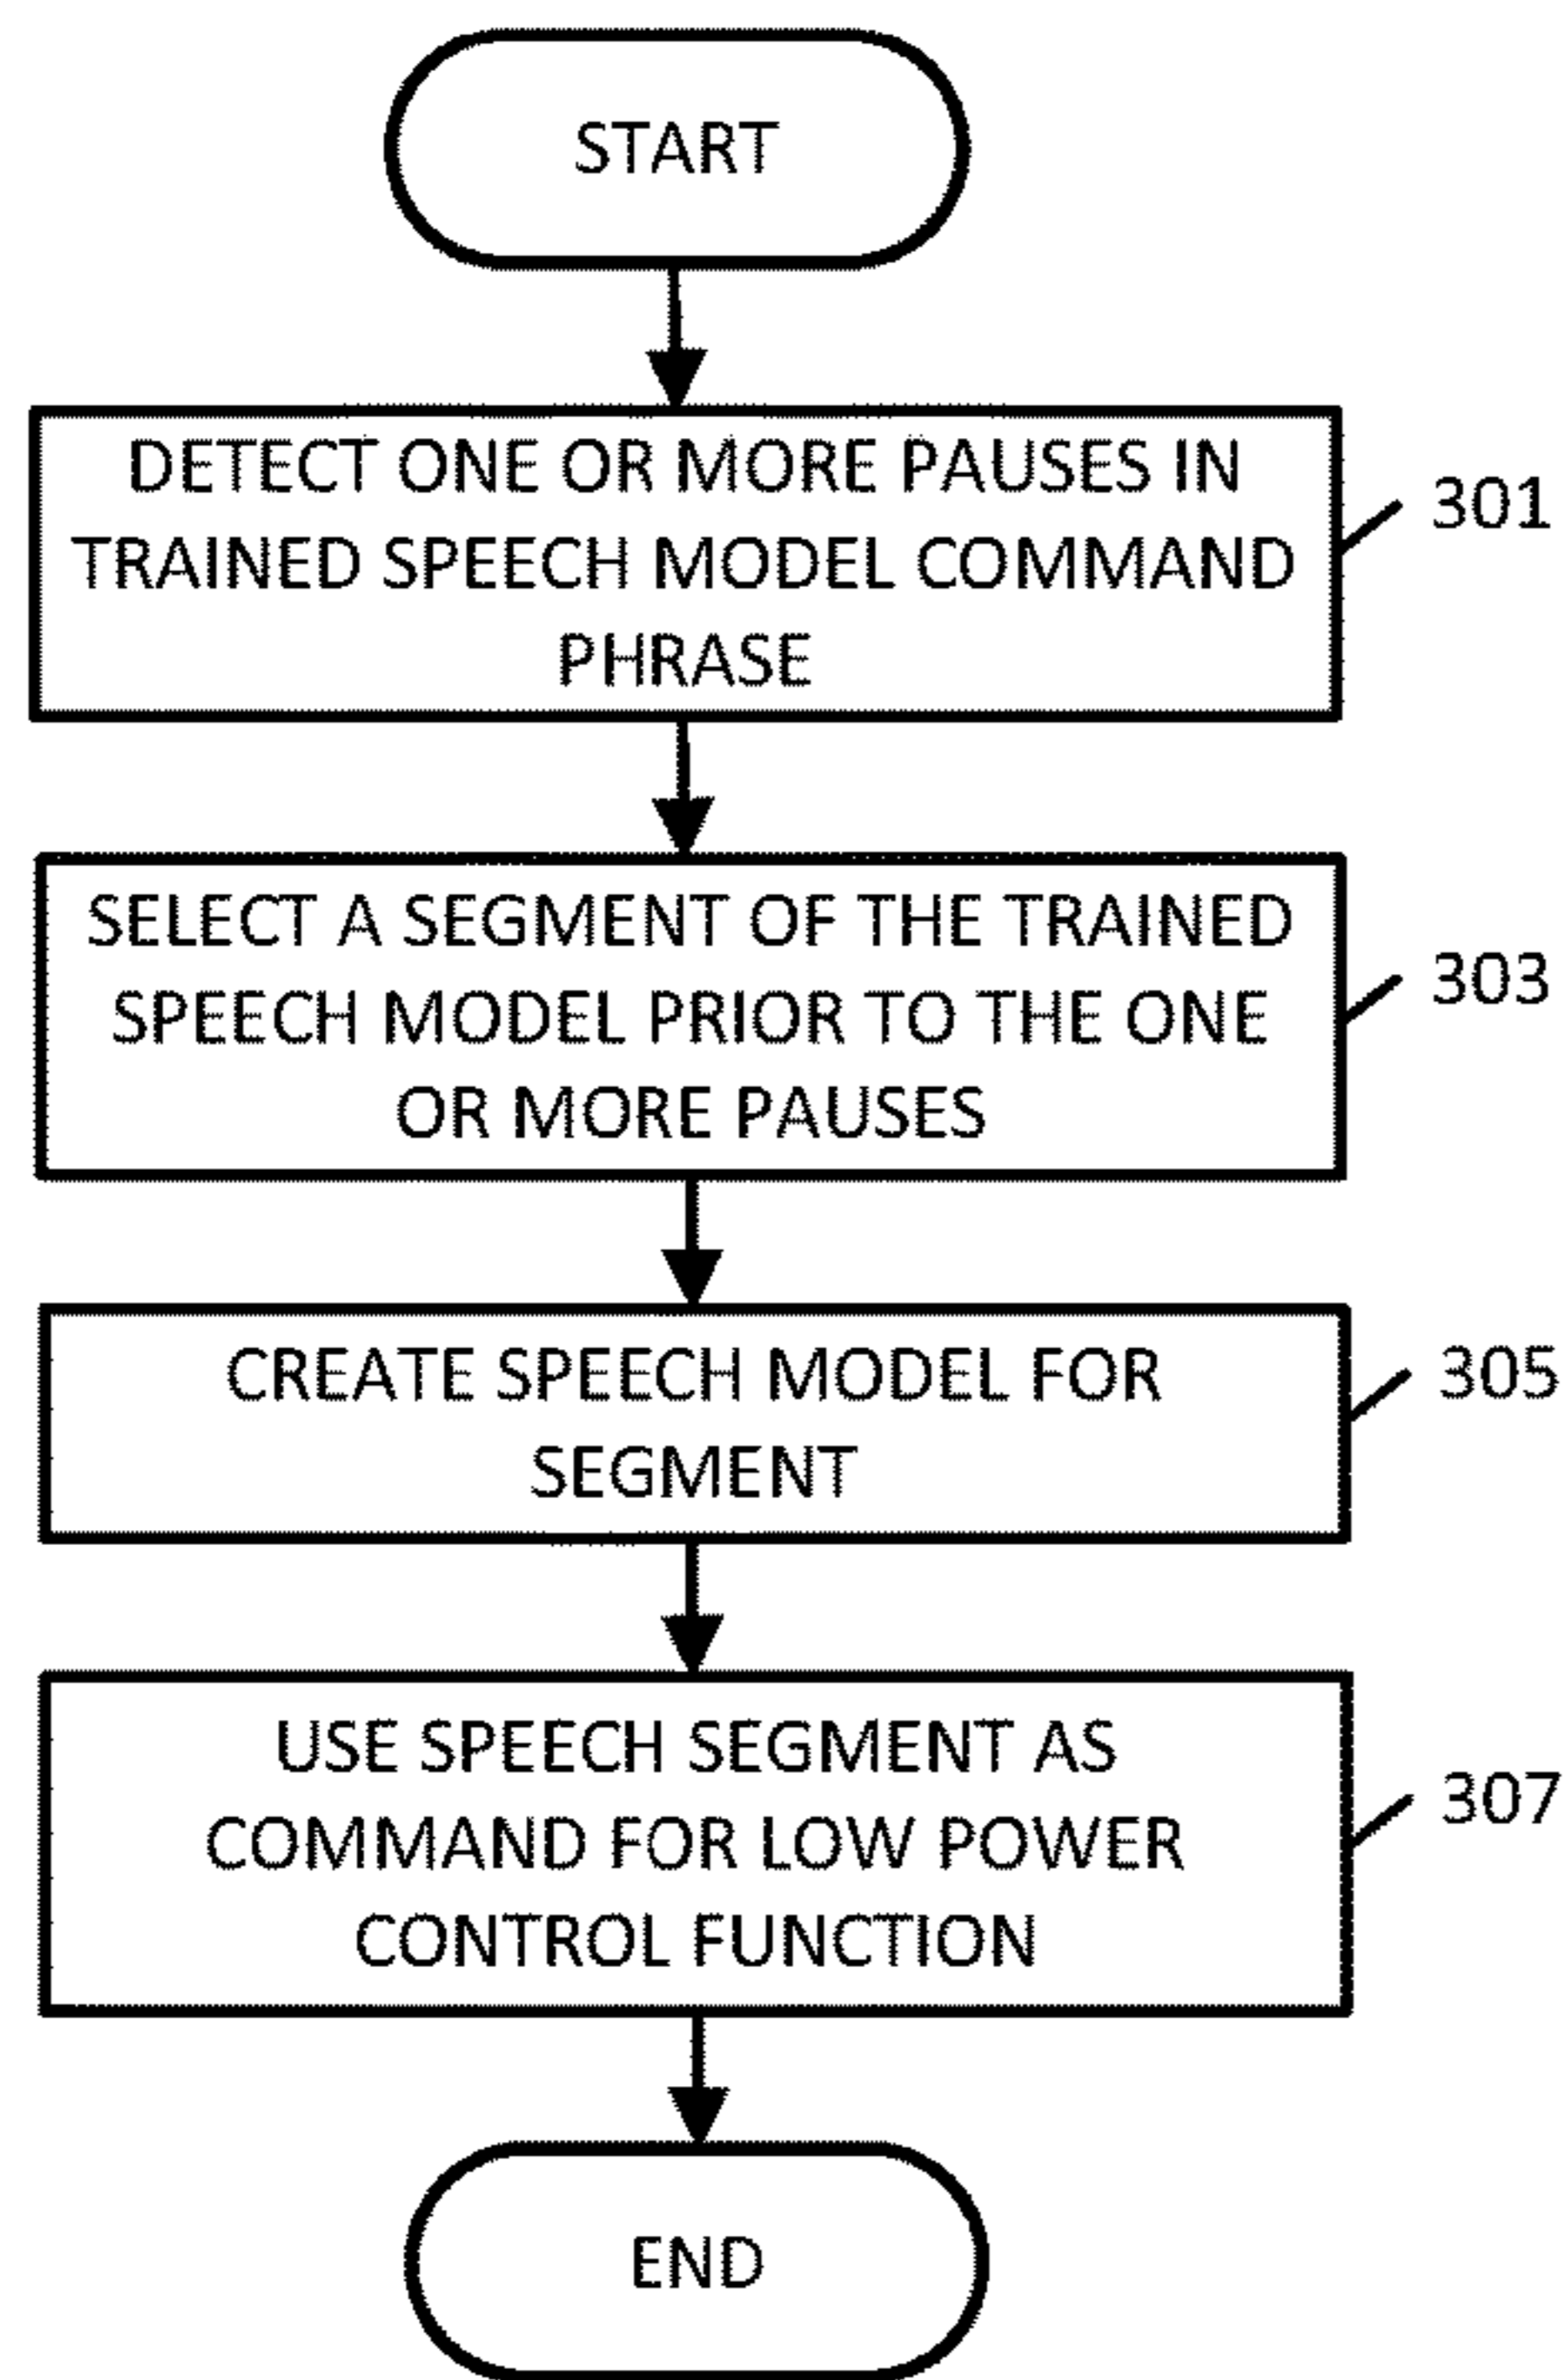 START
DETECT ONE OR MORE PAUSES IN
TRAINED SPEECH MODEL COMMAND
PHRASE
301
SELECT A SEGMENT OF THE TRAINED
SPEECH MODEL PRIOR TO THE ONE
OR MORE PAUSES
303
CREATE SPEECH MODEL FOR
SEGMENT
305
USE SPEECH SEGMENT AS
COMMAND FOR LOW POWER
CONTROL FUNCTION
307
END